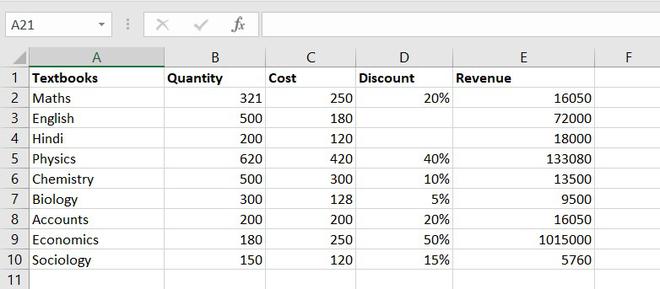 A21 fx
A B C D E F
1 Textbooks Quantity Cost Discount Revenue
2 Maths 321 250 20% 16050
3 English 500 180 72000
4 Hindi 200 120 18000
5 Physics 620 420 40% 133080
6 Chemistry 500 300 10% 13500
7 Biology 300 128 5% 9500
8 Accounts 200 200 20% 16050
9 Economics 180 250 50% 1015000
10 Sociology 150 120 15% 5760
11